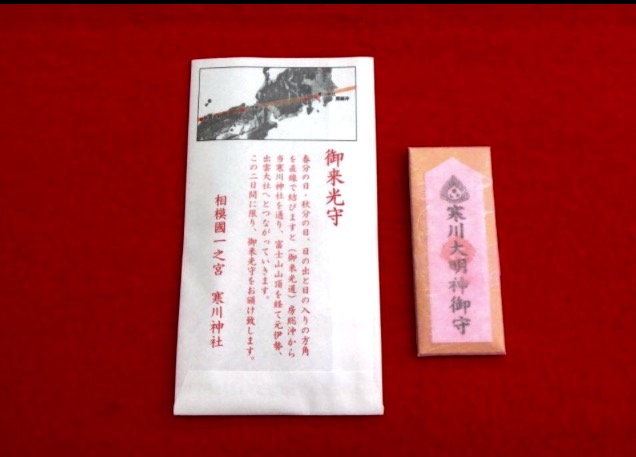 御来光守
春分の日・秋分の日、日の出と日の入りの方角
を直線で結びますと(御来光道)房総沖から
当寒川神社を通り、富士山山頂を経て元伊勢、
出雲大社へとつながっていきます。
この二日間に限り、御来光守をお頒け致します。
相模國一之宮 寒川神社
寒川大明神御守